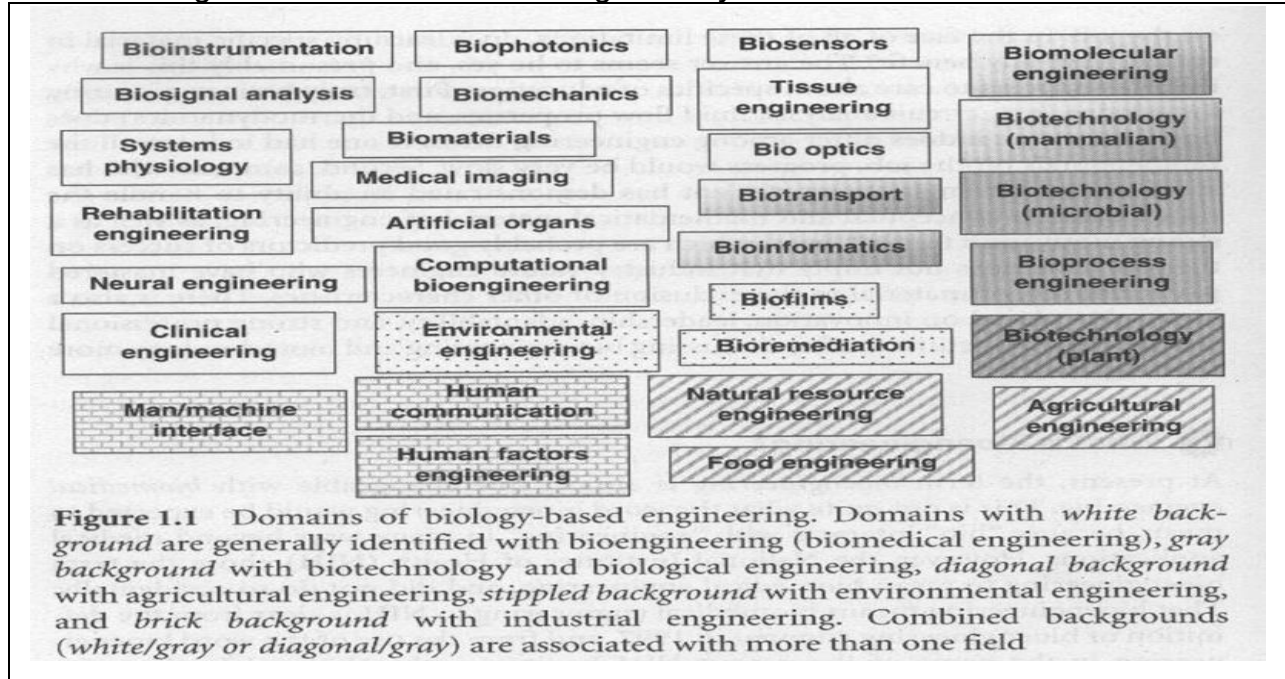 Bioinstrumentation
Biophotonics
Biosensors
Biomolecular
engineering
Biosignal analysis
Biomechanics
Tissue
engineering
Biotechnology
(mammalian)
Systems
physiology
Biomaterials
Bio-optics
Medical imaging
Biotransport
Biotechnology
(microbial)
Rehabilitation
engineering
Artificial organs
Bioinformatics
Neural engineering
Computational
bioengineering
Bioprocess
engineering
Biofilms
Clinical
engineering
Environmental
engineering
Bioremediation
Biotechnology
(plant)
Man/machine
interface
Human
communication
Natural resource
engineering
Agricultural
engineering
Human factors
engineering
Food engineering
Figure 1.1 Domains of biology-based engineering. Domains with white back-
ground are generally identified with bioengineering (biomedical engineering), gray
background with biotechnology and biological engineering, diagonal background
with agricultural engineering, stippled background with environmental engineering,
and brick background with industrial engineering. Combined backgrounds
(white/gray or diagonal/gray) are associated with more than one field